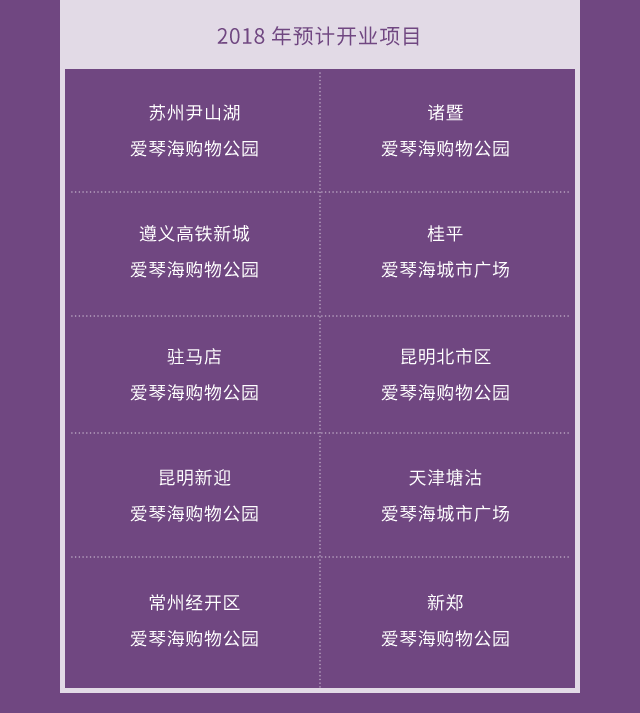 2018 年预计开业项目
苏州尹山湖
爱琴海购物公园
诸暨
爱琴海购物公园
遵义高铁新城
爱琴海购物公园
桂平
爱琴海城市广场
驻马店
爱琴海购物公园
昆明北市区
爱琴海购物公园
昆明新迎
爱琴海购物公园
天津塘沽
爱琴海城市广场
常州经开区
爱琴海购物公园
新郑
爱琴海购物公园